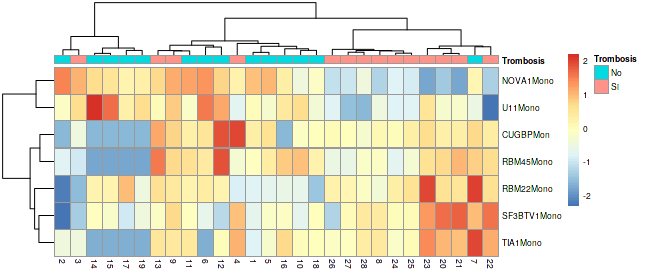 Trombosis
NOVA1Mono
U11Mono
CUGBPMon
RBM45Mono
RBM22Mono
SF3BTV1Mono
TIA1Mono
2 3 14 15 17 19 13 9 11 6 12 4 1 5 16 10 18 26 27 28 8 24 25 23 20 21 7 22
2
1
0
-1
-2
Trombosis
No
SI